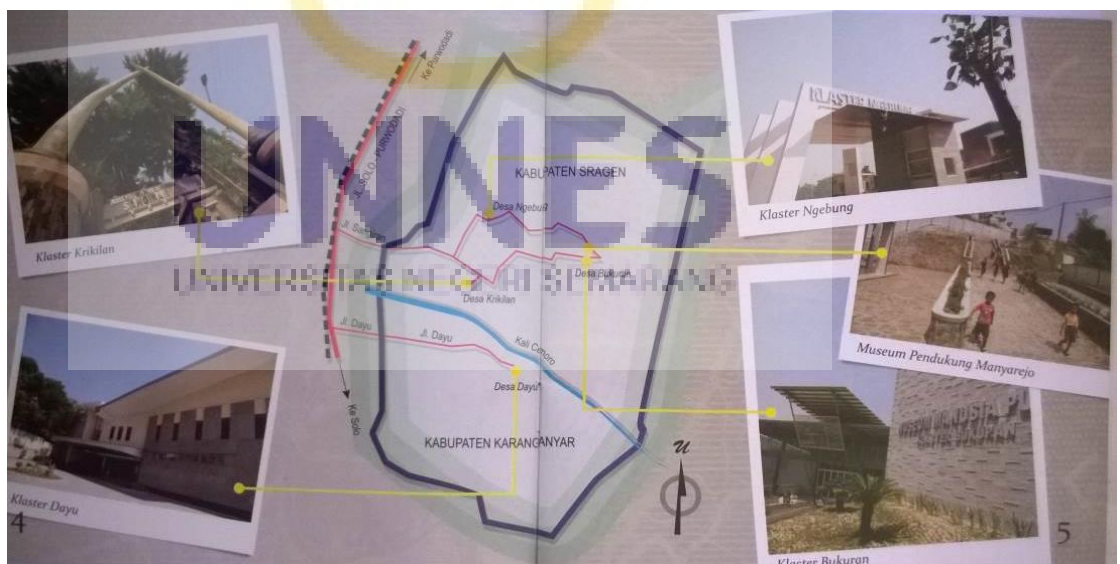 Klaster Krikilan
Klaster Dayu
4
Ke Purwodadi
JL. SOLO - PURWODADI
Jl. Dayu
Jl. Dayu
Ke Solo
KABUPATEN SRAGEN
Desa Ngebung
Desa Bukuran
Desa Krikilan
Kali Cemoro
Desa Dayu
KABUPATEN KARANGANYAR
U
UNNES
UNIVERSITAS NEGERI SEMARANG
KLASTER NGEBUNG
Klaster Ngebung
Museum Pendukung Manyarejo
Klaster Bukuran
5